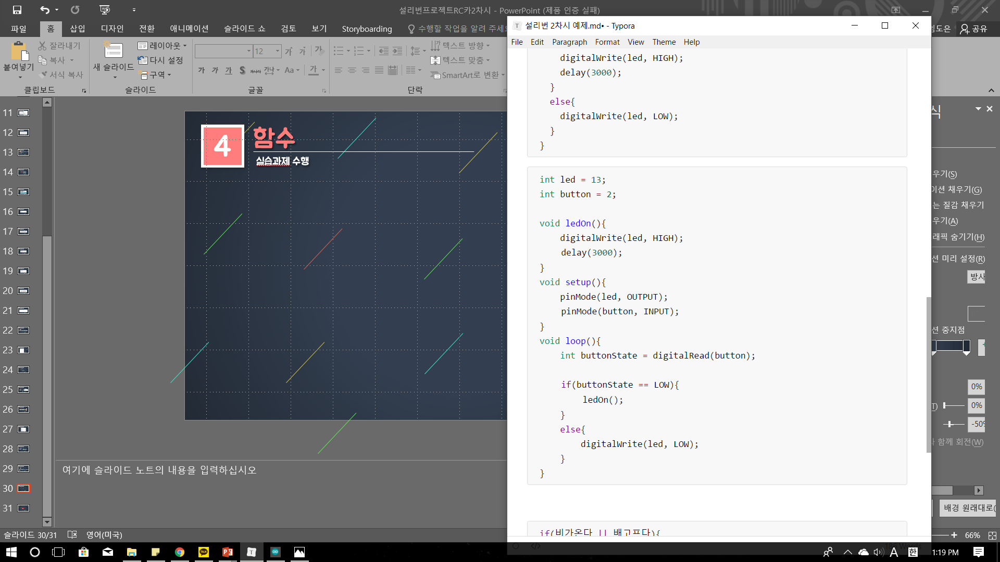 설리번프로젝트RC카2차시 - PowerPoint (제품 인증 실패)
파일 홈 삽입 디자인 전환 애니메이션 슬라이드 쇼 검토 보기 Storyboarding 수행할 작업을 알려 주세요
공유
붙여넣기
잘라내기
복사
서식 복사
클립보드
새 슬라이드
레이아웃
다시 설정
구역
슬라이드
12
가 가 가 S 간나 Aa 가
글꼴
텍스트 방향
텍스트 맞춤
SmartArt로 변환
단락
11
12
13
14
15
16
17
18
19
20
21
22
23
24
25
26
27
28
29
30
31
4
함수
실습과제 수행
여기에 슬라이드 노트의 내용을 입력하십시오
슬라이드 30/31 영어(미국)
설리번 2차시 예제.md• - Typora
File Edit Paragraph Format View Theme Help
digitalWrite(led, HIGH);
delay(3000);
}
else{
digitalWrite(led, LOW);
}
}
int led = 13;
int button = 2;
void ledOn(){
digitalWrite(led, HIGH);
delay(3000);
}
void setup(){
pinMode(led, OUTPUT);
pinMode(button, INPUT);
}
void loop(){
int buttonState = digitalRead(button);
if(buttonState == LOW){
ledOn();
}
else{
digitalWrite(led, LOW);
}
}
if(비가온다 || 배고프다){
식
우기(S)
이션 채우기(G)
는 질감 채우기
우기(A)
래픽 숨기기(H)
션 미리 설정(R)
방사
션 중지점
0%
T) 0%
-50%
함께 회전(W)
배경 원래대로(
66%
186 Words
A 한 1:19 PM